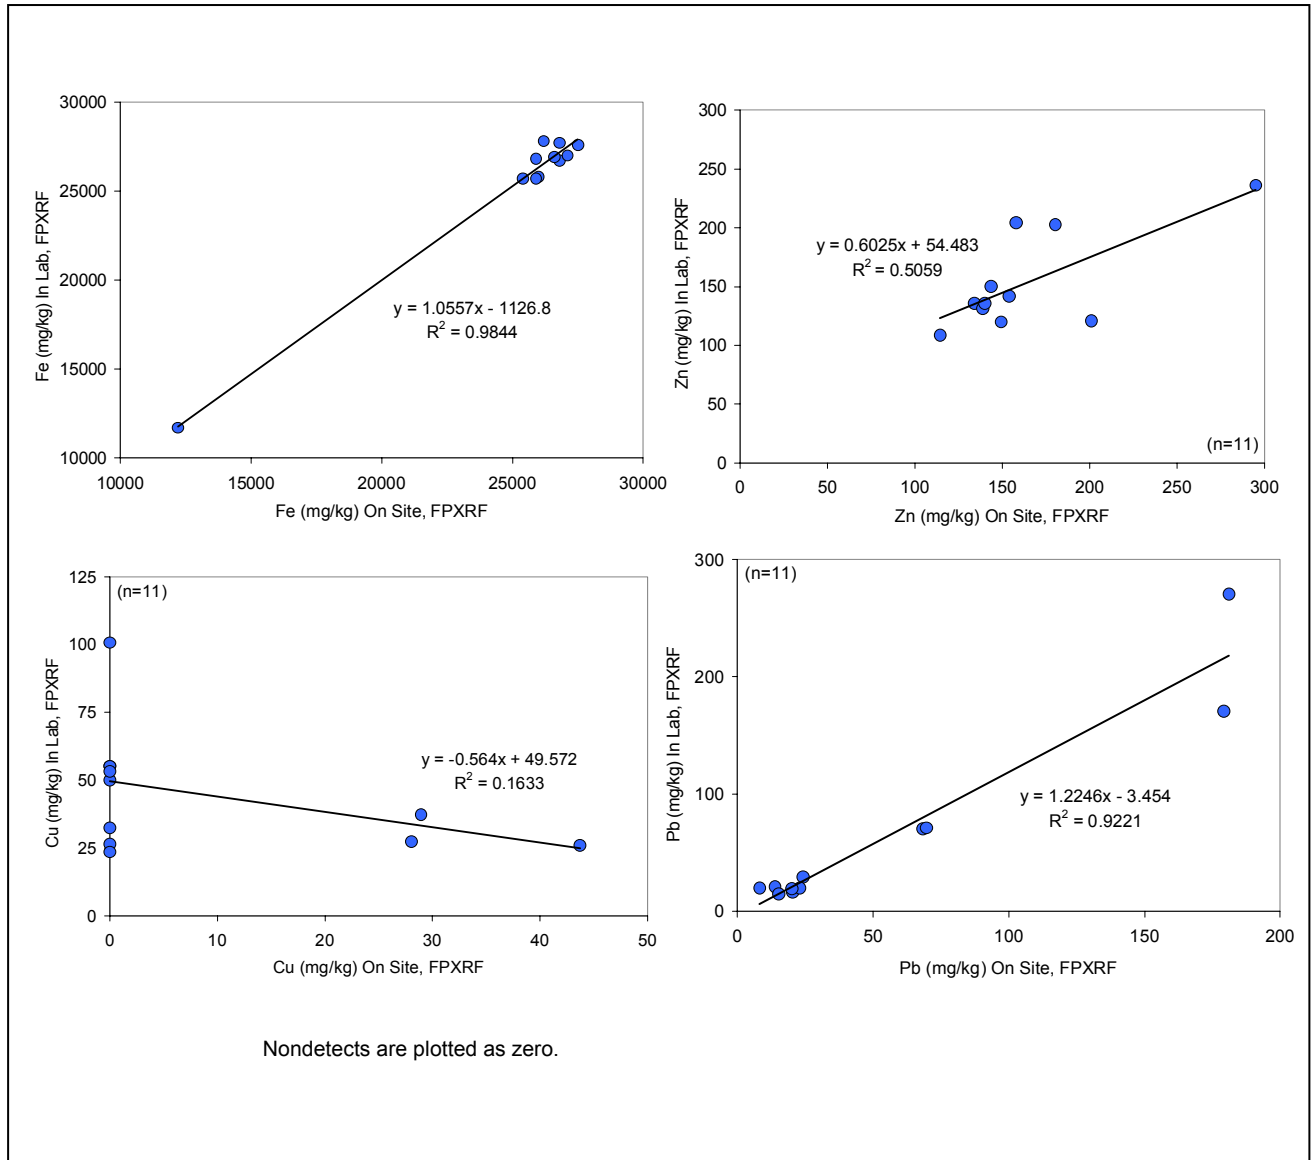 30000
25000
20000
15000
10000
Fe (mg/kg) In Lab, FPXRF
y = 1.0557x - 1126.8
R² = 0.9844
10000 15000 20000 25000 30000
Fe (mg/kg) On Site, FPXRF
300
250
200
150
100
50
0
Zn (mg/kg) In Lab, FPXRF
y = 0.6025x + 54.483
R² = 0.5059
(n=11)
0 50 100 150 200 250 300
Zn (mg/kg) On Site, FPXRF
125
100
75
50
25
0
Cu (mg/kg) In Lab, FPXRF
(n=11)
y = -0.564x + 49.572
R² = 0.1633
0 10 20 30 40 50
Cu (mg/kg) On Site, FPXRF
300
200
100
0
Pb (mg/kg) In Lab, FPXRF
(n=11)
y = 1.2246x - 3.454
R² = 0.9221
0 50 100 150 200
Pb (mg/kg) On Site, FPXRF
Nondetects are plotted as zero.